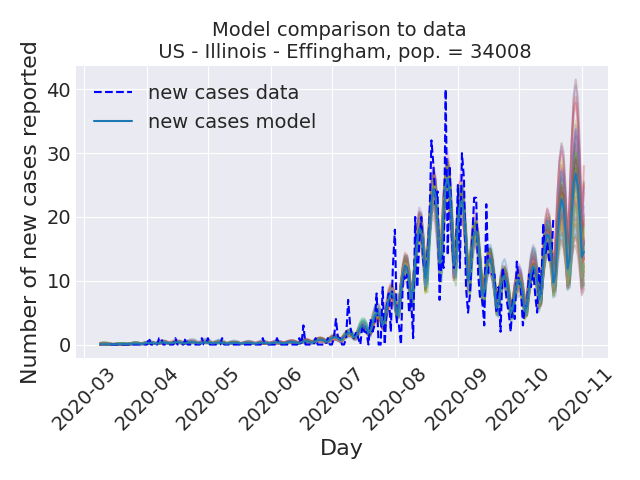 Model comparison to data
US - Illinois - Effingham, pop. = 34008
Number of new cases reported
40
30
20
10
0
new cases data
new cases model
2020-03
2020-04
2020-05
2020-06
2020-07
2020-08
2020-09
2020-10
2020-11
Day